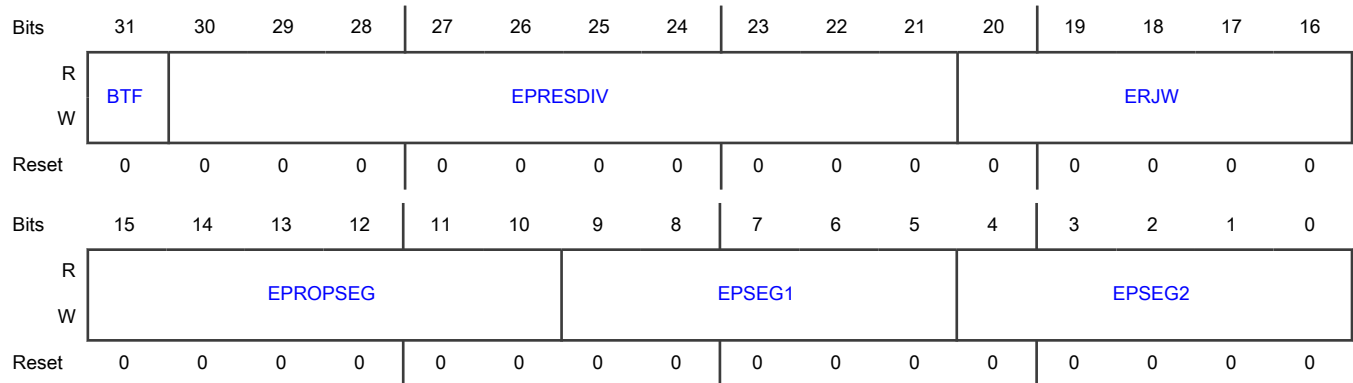 Bits 31 30 29 28 27 26 25 24 23 22 21 20 19 18 17 16
R
BTF EPRESDIV ERJW
W
Reset 0 0 0 0 0 0 0 0 0 0 0 0 0 0 0 0
Bits 15 14 13 12 11 10 9 8 7 6 5 4 3 2 1 0
R
EPROPSEG EPSEG1 EPSEG2
W
Reset 0 0 0 0 0 0 0 0 0 0 0 0 0 0 0 0